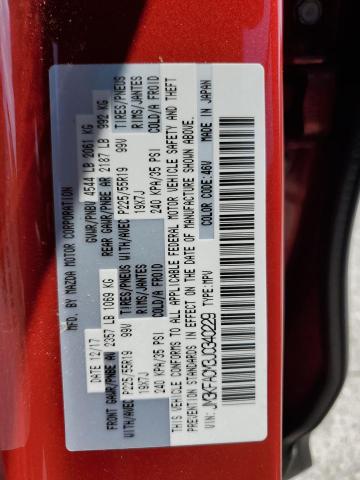 MFD. BY MAZDA MOTOR CORPORATION
DATE 12/17 GVWR/PNBV 4544 LB 2061 KG
FRONT GAWR/PNBE AV 2357 LB 1069 KG REAR GAWR/PNBE AR 2187 LB 992 KG
WITH/AVEC P225/55R19 99V TIRES/PNEUS WITH/AVEC P225/55R19 99V TIRES/PNEUS
19X7J RIMS/JANTES 19X7J RIMS/JANTES
240 KPA/35 PSI COLD/A FROID 240 KPA/35 PSI COLD/A FROID
THIS VEHICLE CONFORMS TO ALL APPLICABLE FEDERAL MOTOR VEHICLE SAFETY AND THEFT
PREVENTION STANDARDS IN EFFECT ON THE DATE OF MANUFACTURE SHOWN ABOVE.
TYPE:MPV COLOR CODE:46V MADE IN JAPAN
VIN: JM3KFACM3J0340229